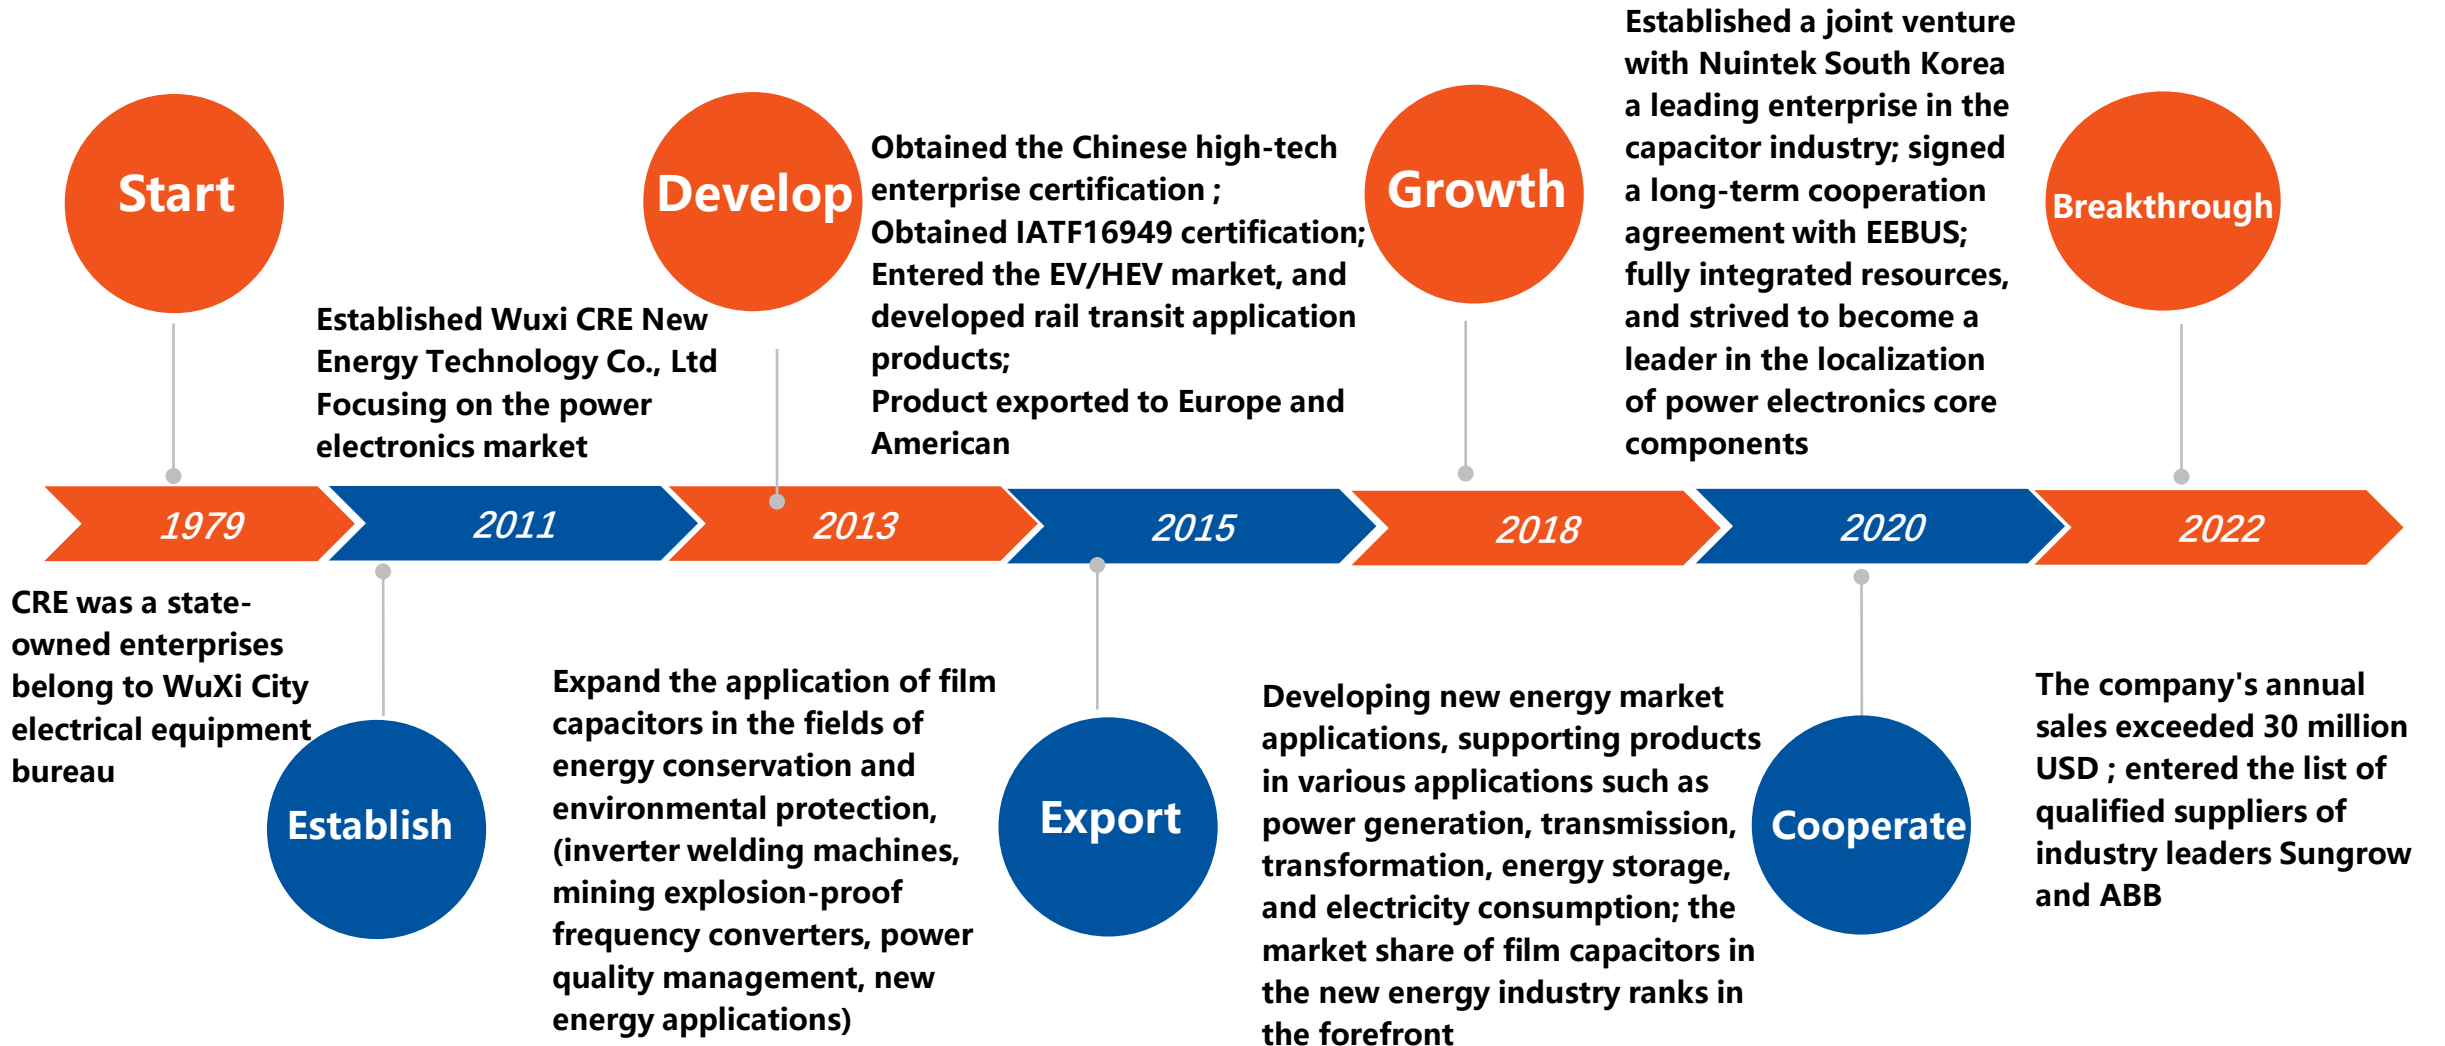 Start
1979
CRE was a state-
owned enterprises
belong to WuXi City
electrical equipment
bureau
Established Wuxi CRE New
Energy Technology Co., Ltd
Focusing on the power
electronics market
2011
Establish
Develop
2013
Expand the application of film
capacitors in the fields of
energy conservation and
environmental protection,
(inverter welding machines,
mining explosion-proof
frequency converters, power
quality management, new
energy applications)
Obtained the Chinese high-tech
enterprise certification ;
Obtained IATF16949 certification;
Entered the EV/HEV market, and
developed rail transit application
products;
Product exported to Europe and
American
2015
Export
Growth
2018
Developing new energy market
applications, supporting products
in various applications such as
power generation, transmission,
transformation, energy storage,
and electricity consumption; the
market share of film capacitors in
the new energy industry ranks in
the forefront
Established a joint venture
with Nuintek South Korea
a leading enterprise in the
capacitor industry; signed
a long-term cooperation
agreement with EEBUS;
fully integrated resources,
and strived to become a
leader in the localization
of power electronics core
components
2020
Cooperate
Breakthrough
2022
The company's annual
sales exceeded 30 million
USD ; entered the list of
qualified suppliers of
industry leaders Sungrow
and ABB